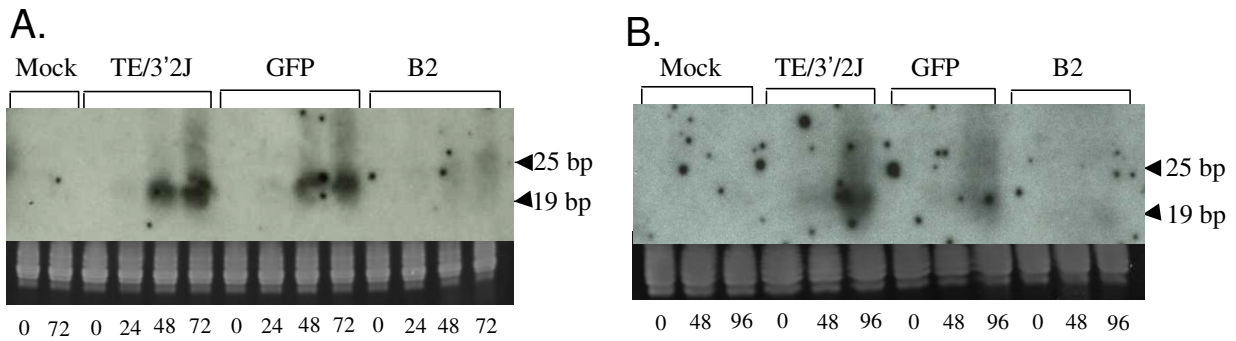 A.
Mock TE/3'2J GFP B2
25 bp
19 bp
0 72 0 24 48 72 0 24 48 72 0 24 48 72
B.
Mock TE/3'/2J GFP B2
25 bp
19 bp
0 48 96 0 48 96 0 48 96 0 48 96